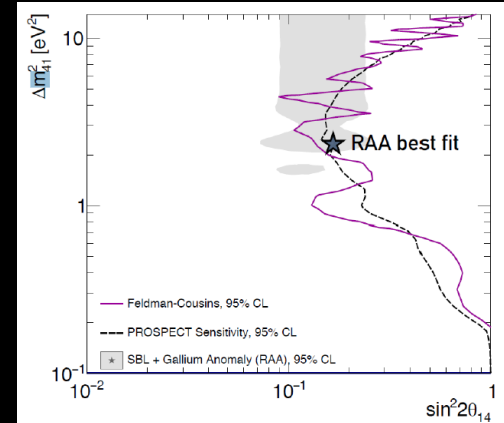 10
Δm²₄₁ [eV²]
RAA best fit
1
Feldman-Cousins, 95% CL
PROSPECT Sensitivity, 95% CL
SBL + Gallium Anomaly (RAA), 95% CL
10⁻¹
10⁻² 10⁻¹ 1
sin²2θ₁₄